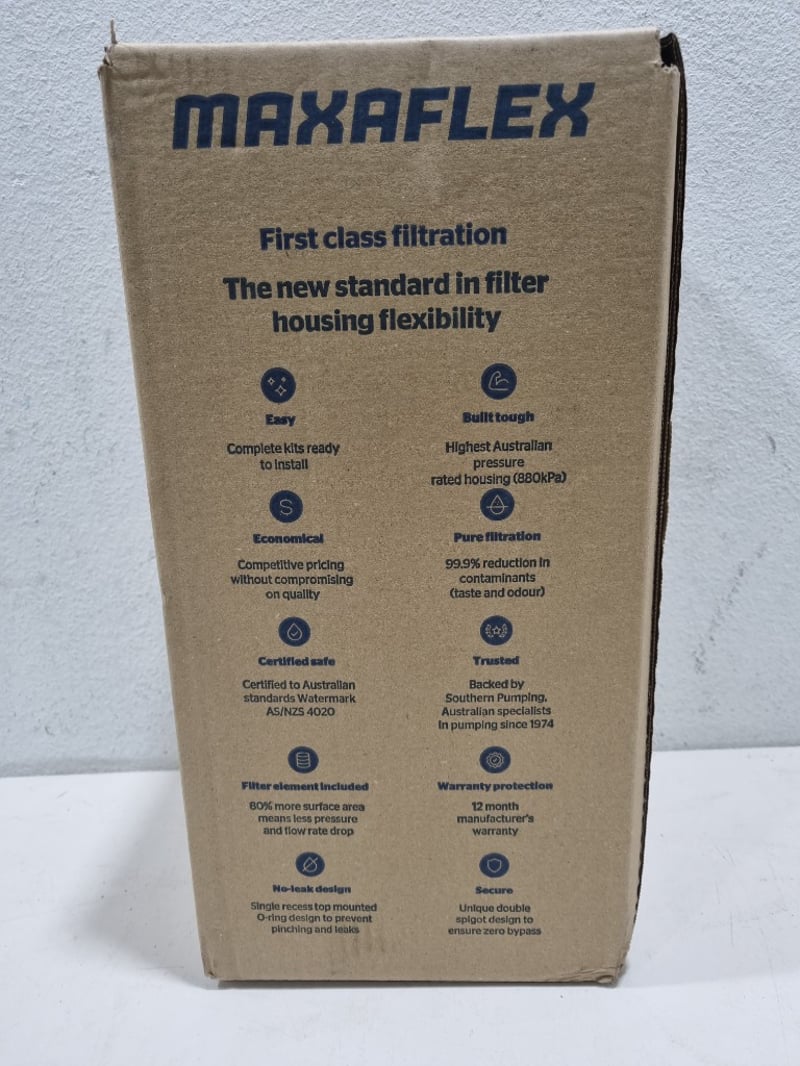 MAXAFLEX
First class filtration
The new standard in filter
housing flexibility
Easy
Complete kits ready
to install
Built tough
Highest Australian
pressure
rated housing (880kPa)
Economical
Competitive pricing
without compromising
on quality
Pure filtration
99.9% reduction in
contaminants
(taste and odour)
Certified safe
Certified to Australian
standards Watermark
AS/NZS 4020
Trusted
Backed by
Southern Pumping,
Australian specialists
in pumping since 1974
Filter element included
60% more surface area
means less pressure
and flow rate drop
Warranty protection
12 month
manufacturer's
warranty
No-leak design
Single recess top mounted
O-ring design to prevent
pinching and leaks
Secure
Unique double
spigot design to
ensure zero bypass